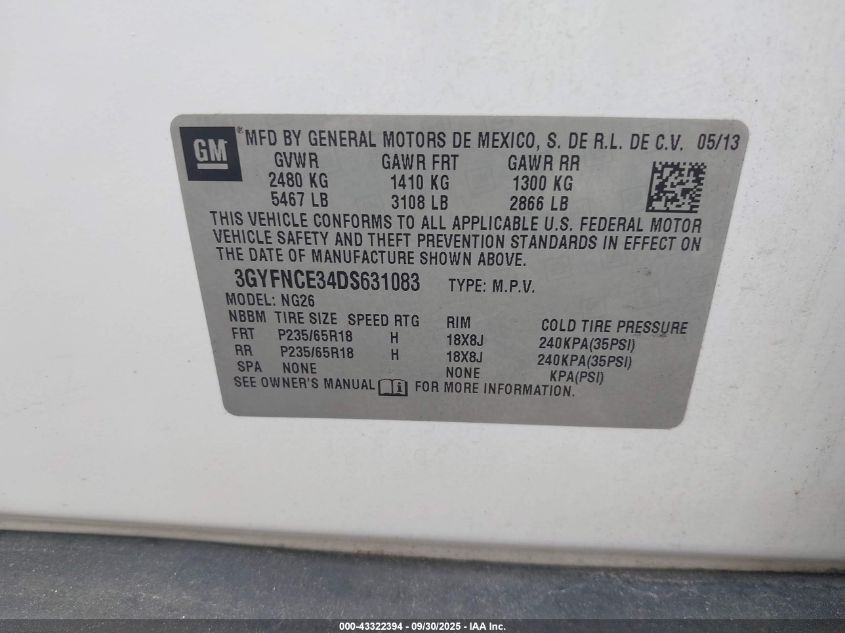 GM ® MFD BY GENERAL MOTORS DE MEXICO, S. DE R.L. DE C.V. 05/13
GVWR GAWR FRT GAWR RR
2480 KG 1410 KG 1300 KG
5467 LB 3108 LB 2866 LB
THIS VEHICLE CONFORMS TO ALL APPLICABLE U.S. FEDERAL MOTOR
VEHICLE SAFETY AND THEFT PREVENTION STANDARDS IN EFFECT ON
THE DATE OF MANUFACTURE SHOWN ABOVE.
3GYFNCE34DS631083 TYPE: M.P.V.
MODEL: NG26
NBBM TIRE SIZE SPEED RTG RIM COLD TIRE PRESSURE
FRT P235/65R18 H 18X8J 240KPA(35PSI)
RR P235/65R18 H 18X8J 240KPA(35PSI)
SPA NONE NONE KPA(PSI)
SEE OWNER'S MANUAL FOR MORE INFORMATION.
000-43322394 - 09/30/2025 - IAA Inc.